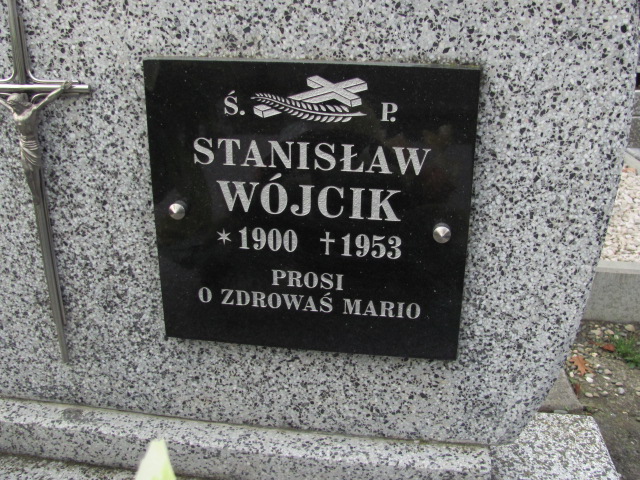 Ś. P.
STANISŁAW
WÓJCIK
* 1900 † 1953
PROSI
O ZDROWAŚ MARIO